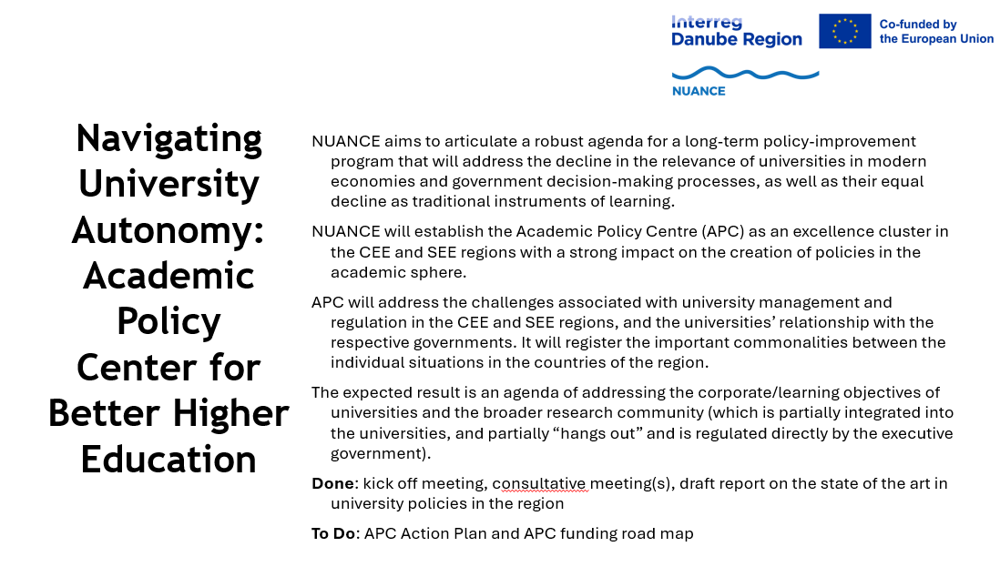 Interreg
Danube Region
Co-funded by
the European Union
NUANCE
Navigating
University
Autonomy:
Academic
Policy
Center for
Better Higher
Education
NUANCE aims to articulate a robust agenda for a long-term policy-improvement
program that will address the decline in the relevance of universities in modern
economies and government decision-making processes, as well as their equal
decline as traditional instruments of learning.
NUANCE will establish the Academic Policy Centre (APC) as an excellence cluster in
the CEE and SEE regions with a strong impact on the creation of policies in the
academic sphere.
APC will address the challenges associated with university management and
regulation in the CEE and SEE regions, and the universities’ relationship with the
respective governments. It will register the important commonalities between the
individual situations in the countries of the region.
The expected result is an agenda of addressing the corporate/learning objectives of
universities and the broader research community (which is partially integrated into
the universities, and partially “hangs out” and is regulated directly by the executive
government).
Done: kick off meeting, consultative meeting(s), draft report on the state of the art in
university policies in the region
To Do: APC Action Plan and APC funding road map